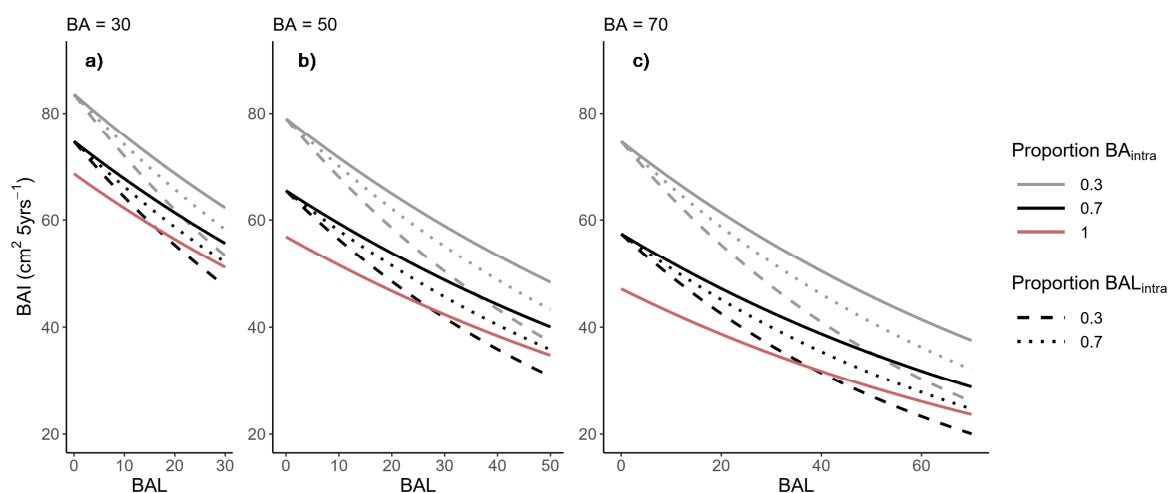 BA = 30
BA = 50
BA = 70
a)
b)
c)
BAI (cm² 5yrs⁻¹)
80
60
40
20
80
60
40
20
80
60
40
20
0 10 20 30
0 10 20 30 40 50
0 20 40 60
BAL
BAL
BAL
Proportion BAintra
0.3
0.7
1
Proportion BALintra
0.3
0.7